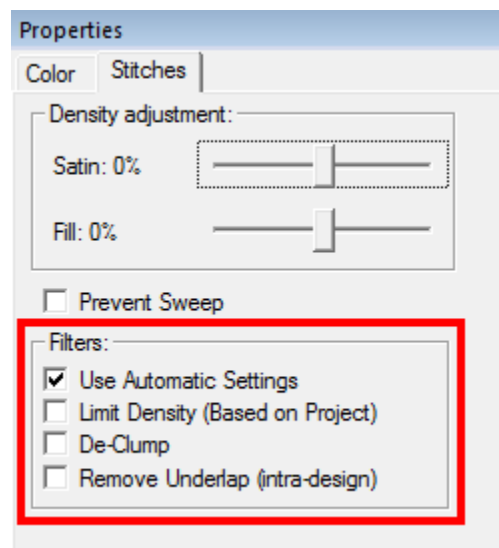 Properties
Color Stitches
Density adjustment:
Satin: 0%
Fill: 0%
Prevent Sweep
Filters:
Use Automatic Settings
Limit Density (Based on Project)
De-Clump
Remove Underlap (intra-design)